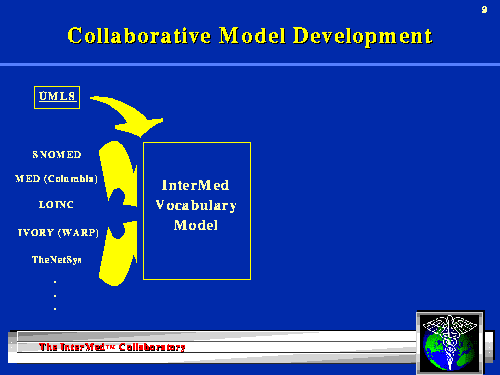 9
Collaborative Model Development
UMLS
SNOMED
MED (Columbia)
LOINC
IVORY (WARP)
TheNetSys
.
.
.
InterMed
Vocabulary
Model
The InterMed™ Collaboratory